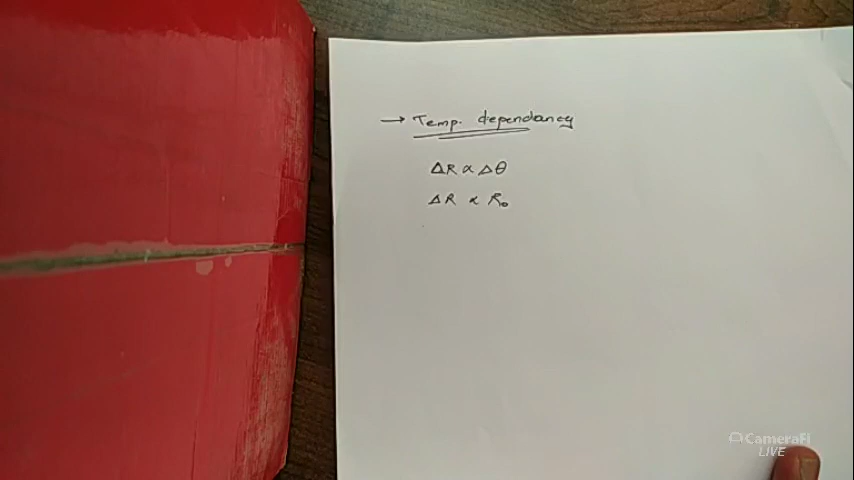 → Temp. dependancy
ΔR ∝ Δθ
ΔR ∝ R₀
CameraFi
LIVE